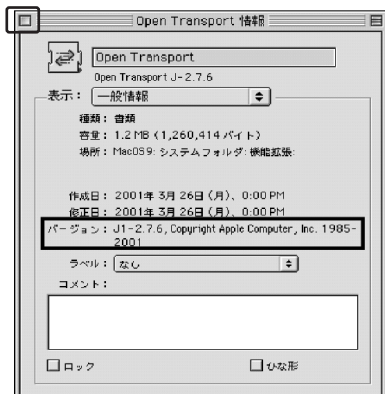 Open Transport 情報
Open Transport
Open Transport J-2.7.6
表示： 一般情報
種類： 書類
容量： 1.2 MB（1,260,414 バイト）
場所： MacOS9: システムフォルダ: 機能拡張:
作成日： 2001年 3月 26日（月）、0:00 PM
修正日： 2001年 3月 26日（月）、0:00 PM
バージョン： J1-2.7.6, Copyright Apple Computer, Inc. 1985-
2001
ラベル： なし
コメント：
ロック ひな形